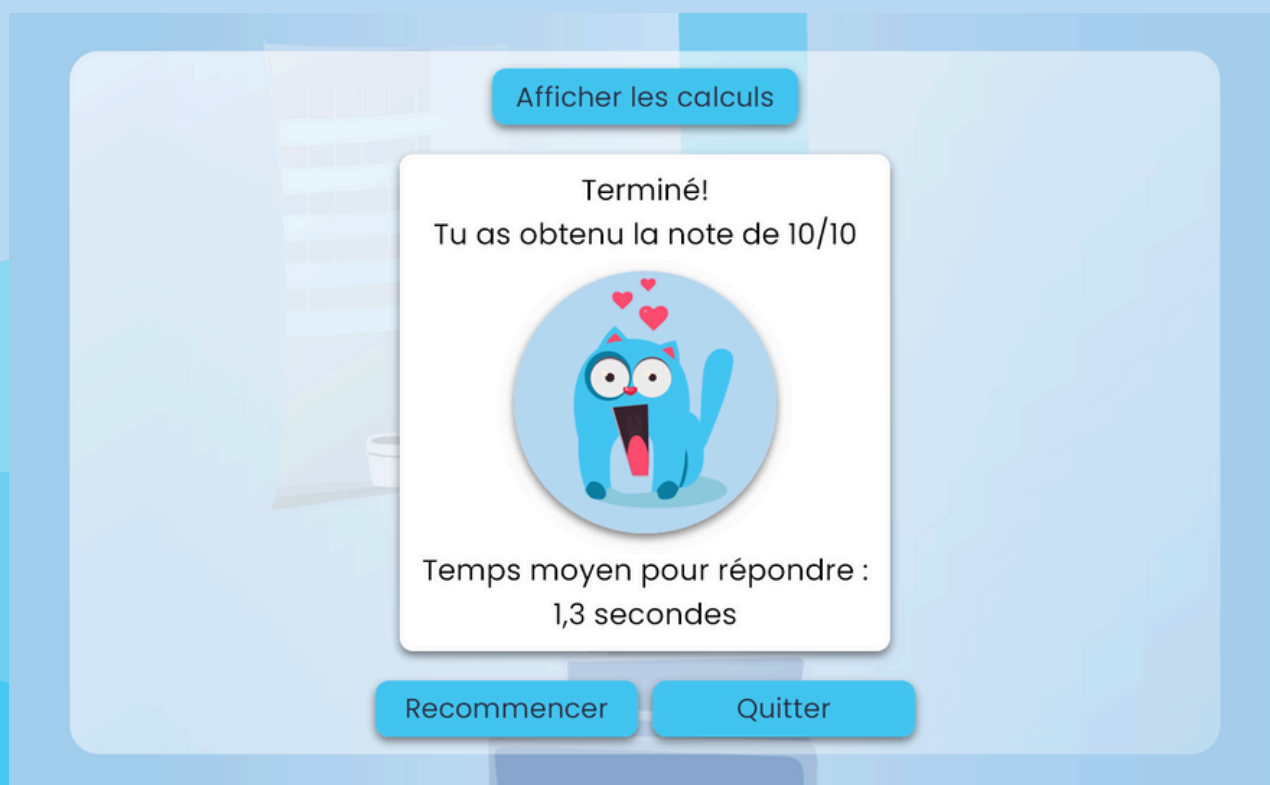 Afficher les calculs
Terminé!
Tu as obtenu la note de 10/10
Temps moyen pour répondre :
1,3 secondes
Recommencer
Quitter